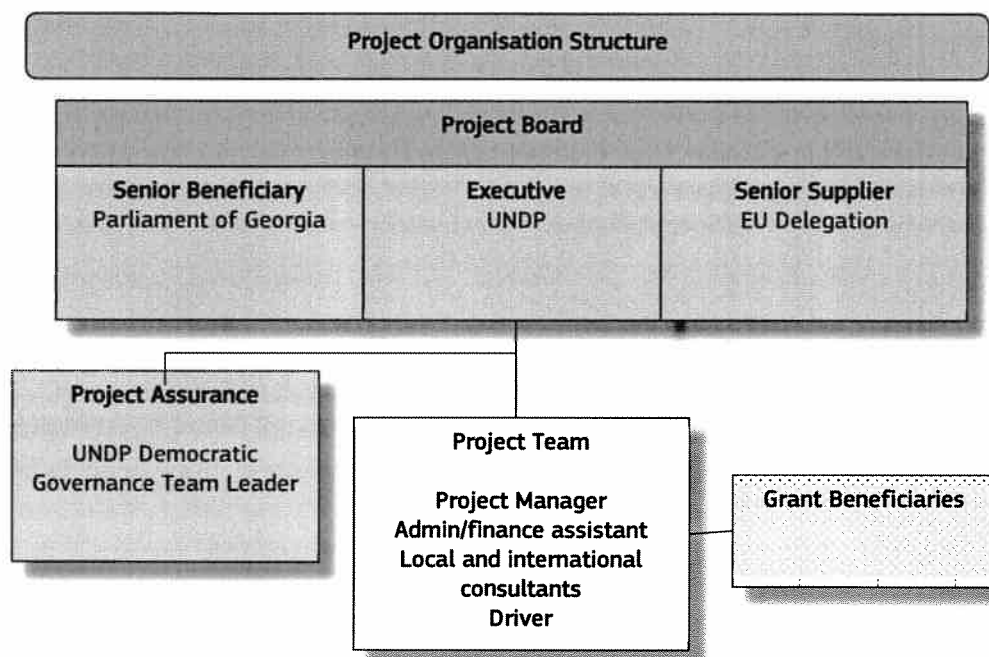 Project Organisation Structure
Project Board
Senior Beneficiary
Parliament of Georgia
Executive
UNDP
Senior Supplier
EU Delegation
Project Assurance
UNDP Democratic
Governance Team Leader
Project Team
Project Manager
Admin/finance assistant
Local and international
consultants
Driver
Grant Beneficiaries